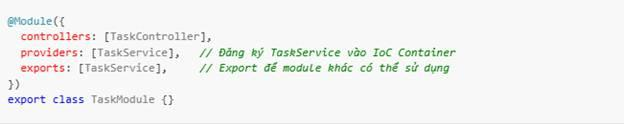 @Module({
  controllers: [TaskController],
  providers: [TaskService],   // Đăng ký TaskService vào IoC Container
  exports: [TaskService],     // Export để module khác có thể sử dụng
})
export class TaskModule {}